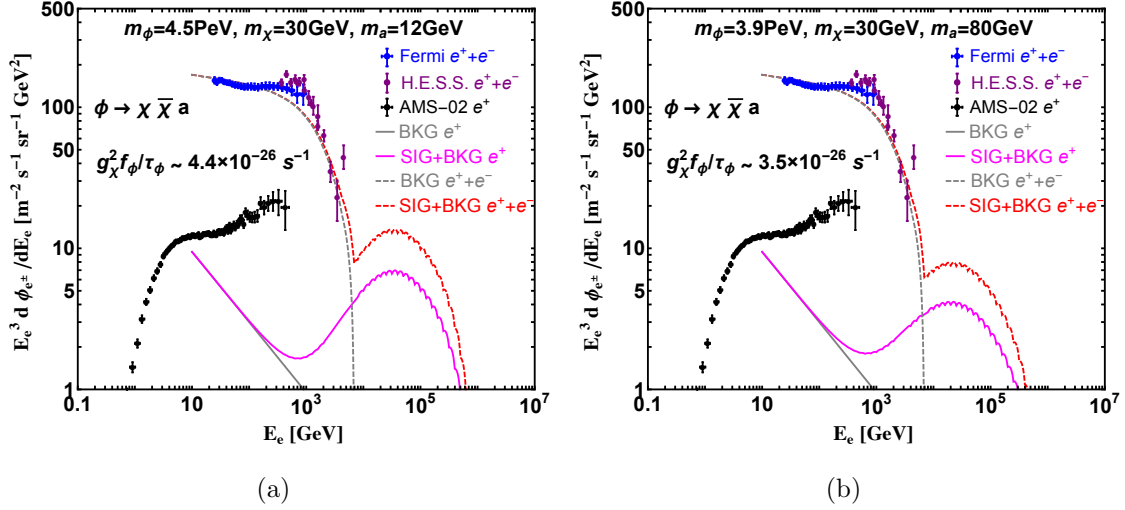 m_ϕ=4.5PeV, m_χ=30GeV, m_a=12GeV
500
100
50
10
5
1
E_e^3 d ϕ_{e^±} /dE_e [m^{-2} s^{-1} sr^{-1} GeV^2]
Fermi e^+ + e^-
H.E.S.S. e^+ + e^-
AMS-02 e^+
BKG e^+
SIG+BKG e^+
BKG e^+ + e^-
SIG+BKG e^+ + e^-
ϕ → χ χ̅ a
g_χ^2 f_ϕ/τ_ϕ ~ 4.4×10^{-26} s^{-1}
0.1 10 10^3 10^5 10^7
E_e [GeV]
(a)
m_ϕ=3.9PeV, m_χ=30GeV, m_a=80GeV
500
100
50
10
5
1
E_e^3 d ϕ_{e^±} /dE_e [m^{-2} s^{-1} sr^{-1} GeV^2]
Fermi e^+ + e^-
H.E.S.S. e^+ + e^-
AMS-02 e^+
BKG e^+
SIG+BKG e^+
BKG e^+ + e^-
SIG+BKG e^+ + e^-
ϕ → χ χ̅ a
g_χ^2 f_ϕ/τ_ϕ ~ 3.5×10^{-26} s^{-1}
0.1 10 10^3 10^5 10^7
E_e [GeV]
(b)